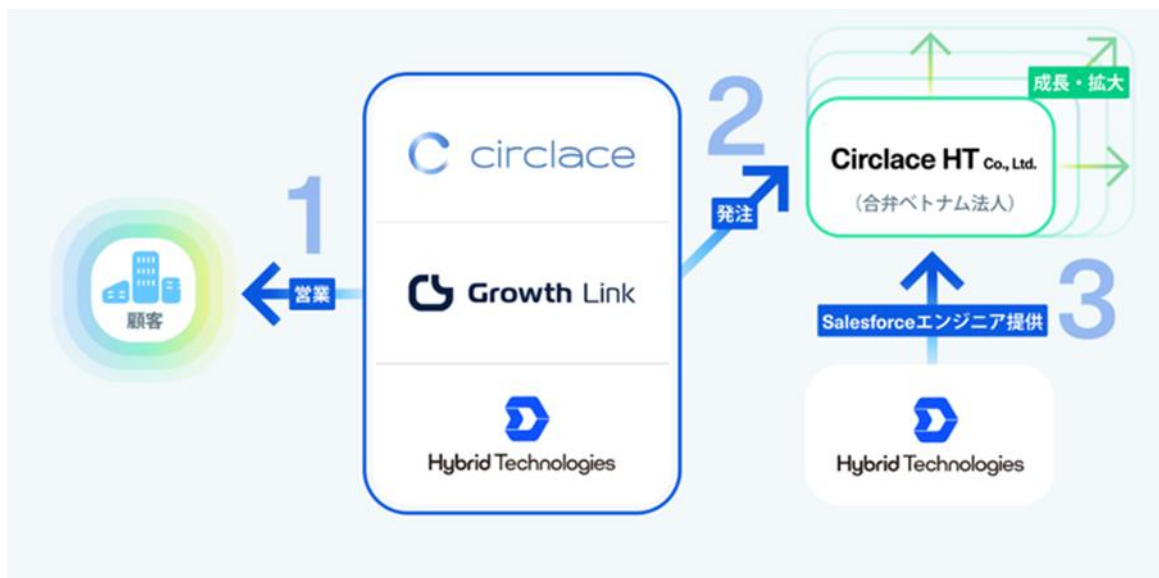 1
営業
顧客
circlace
Growth Link
Hybrid Technologies
2
発注
成長・拡大
Circlace HT Co., Ltd.
（合弁ベトナム法人）
3
Salesforceエンジニア提供
Hybrid Technologies